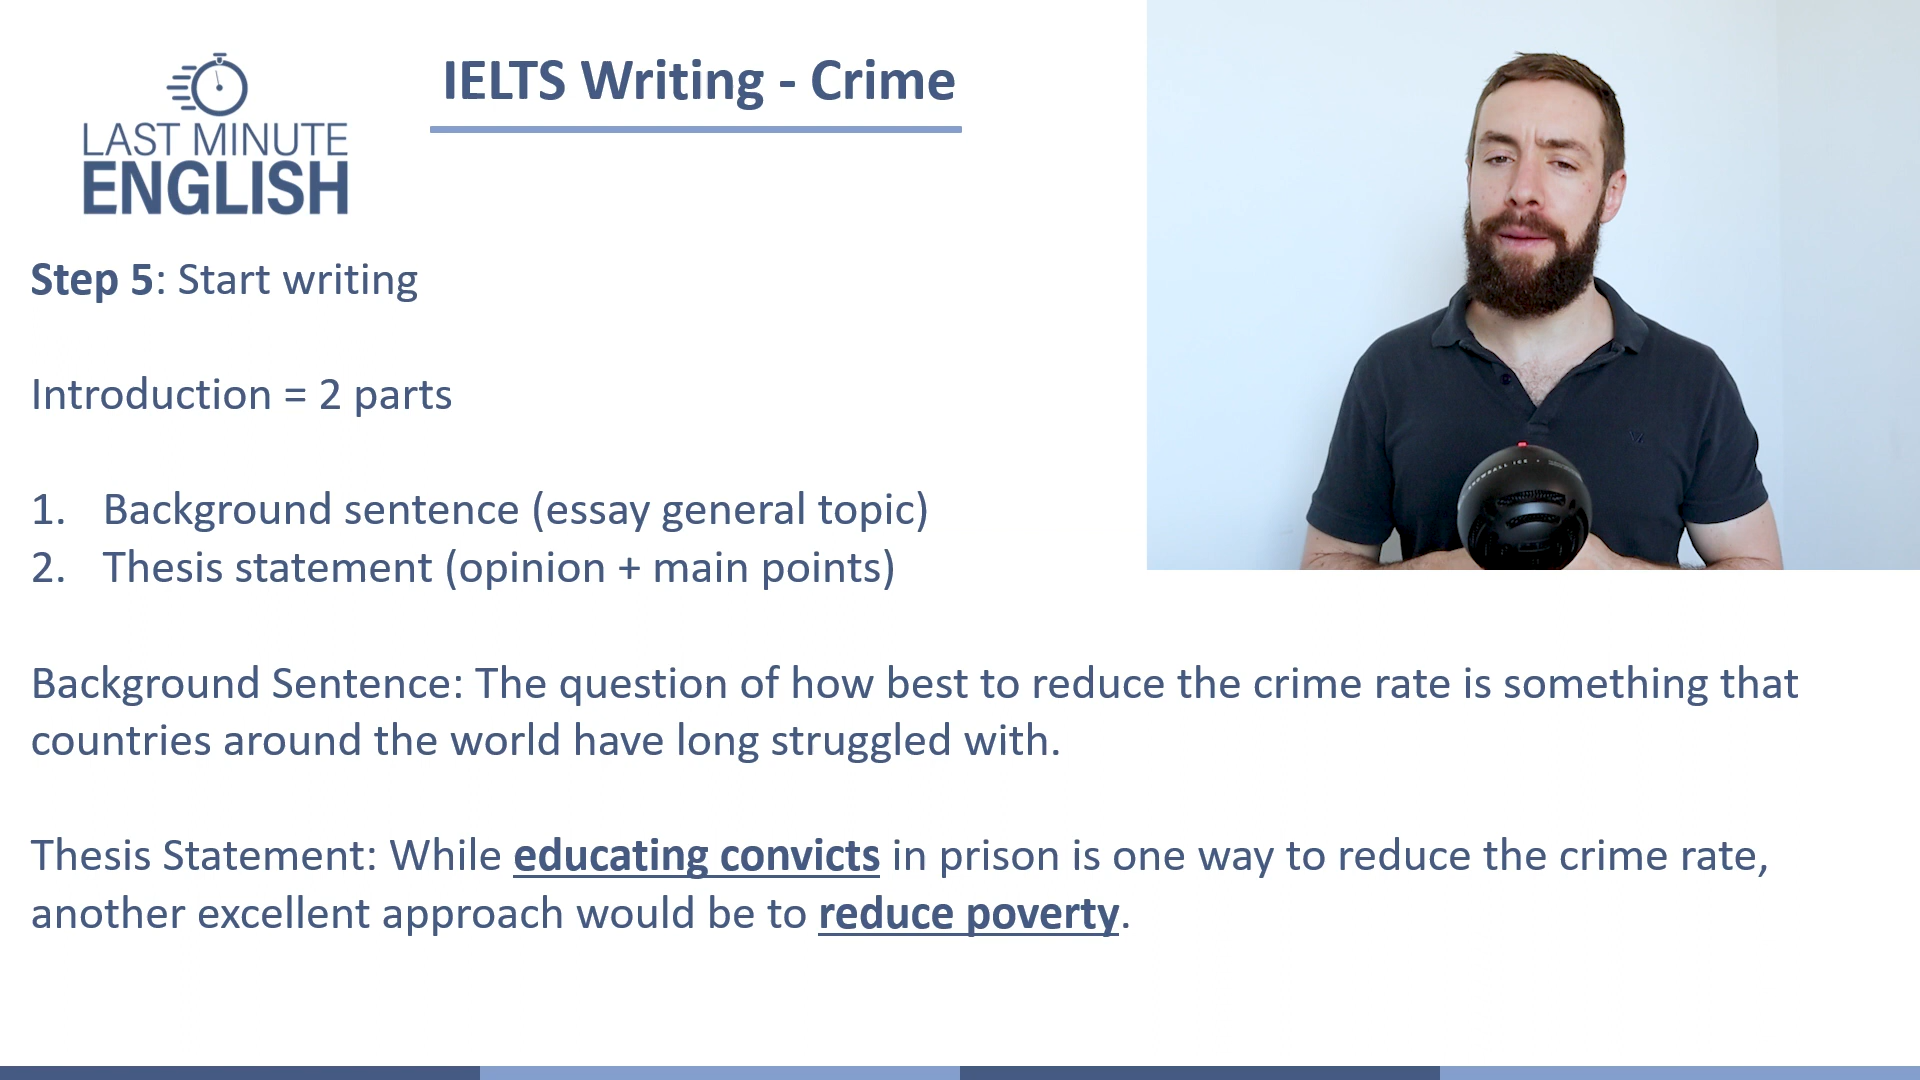 LAST MINUTE
ENGLISH
IELTS Writing - Crime
Step 5: Start writing
Introduction = 2 parts
1. Background sentence (essay general topic)
2. Thesis statement (opinion + main points)
Background Sentence: The question of how best to reduce the crime rate is something that
countries around the world have long struggled with.
Thesis Statement: While educating convicts in prison is one way to reduce the crime rate,
another excellent approach would be to reduce poverty.